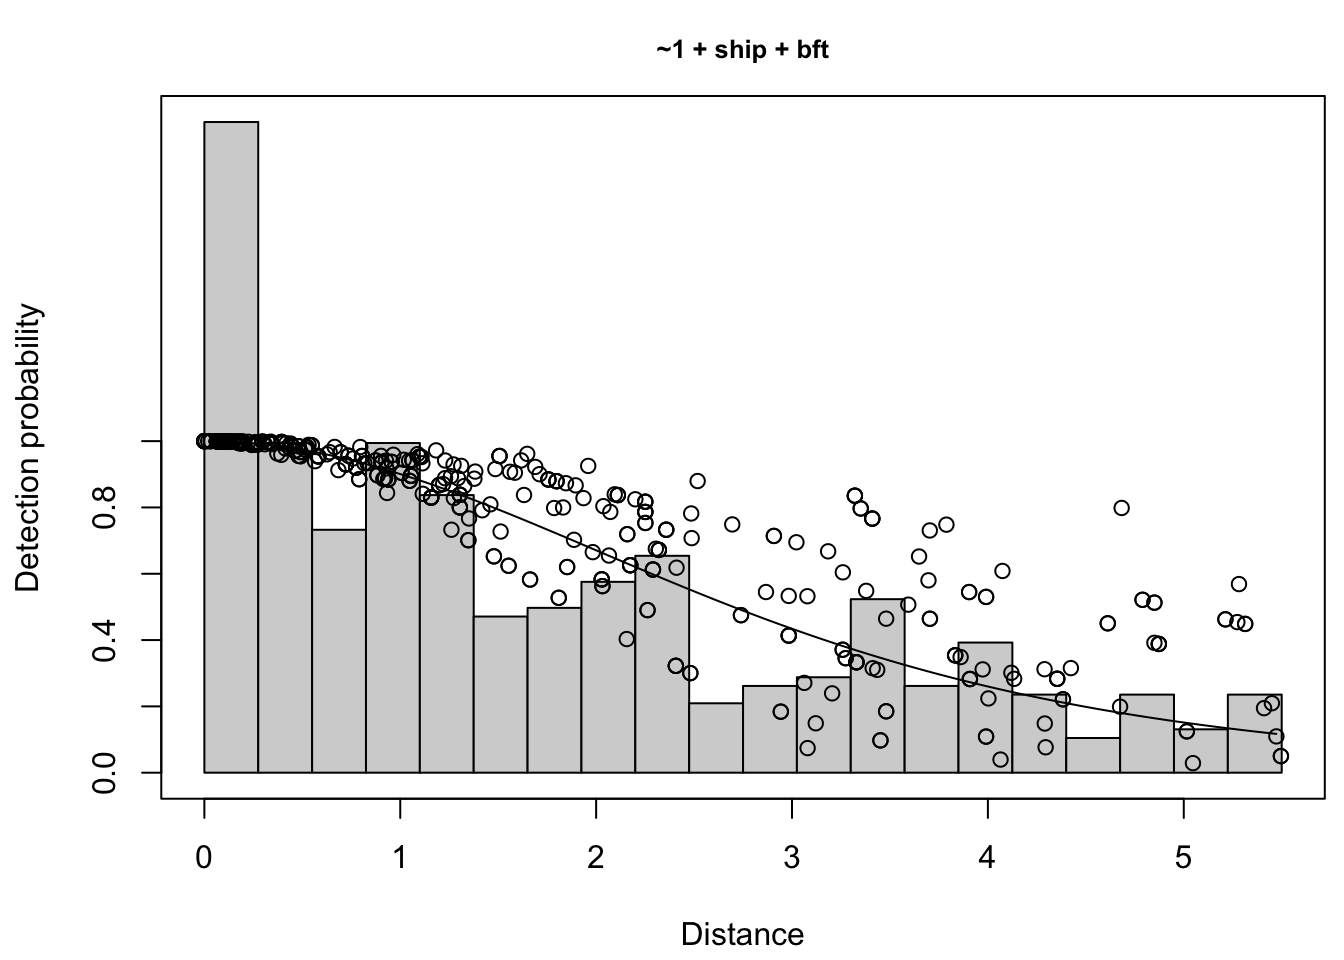 ~1 + ship + bft
Detection probability
0.8
0.4
0.0
0 1 2 3 4 5
Distance